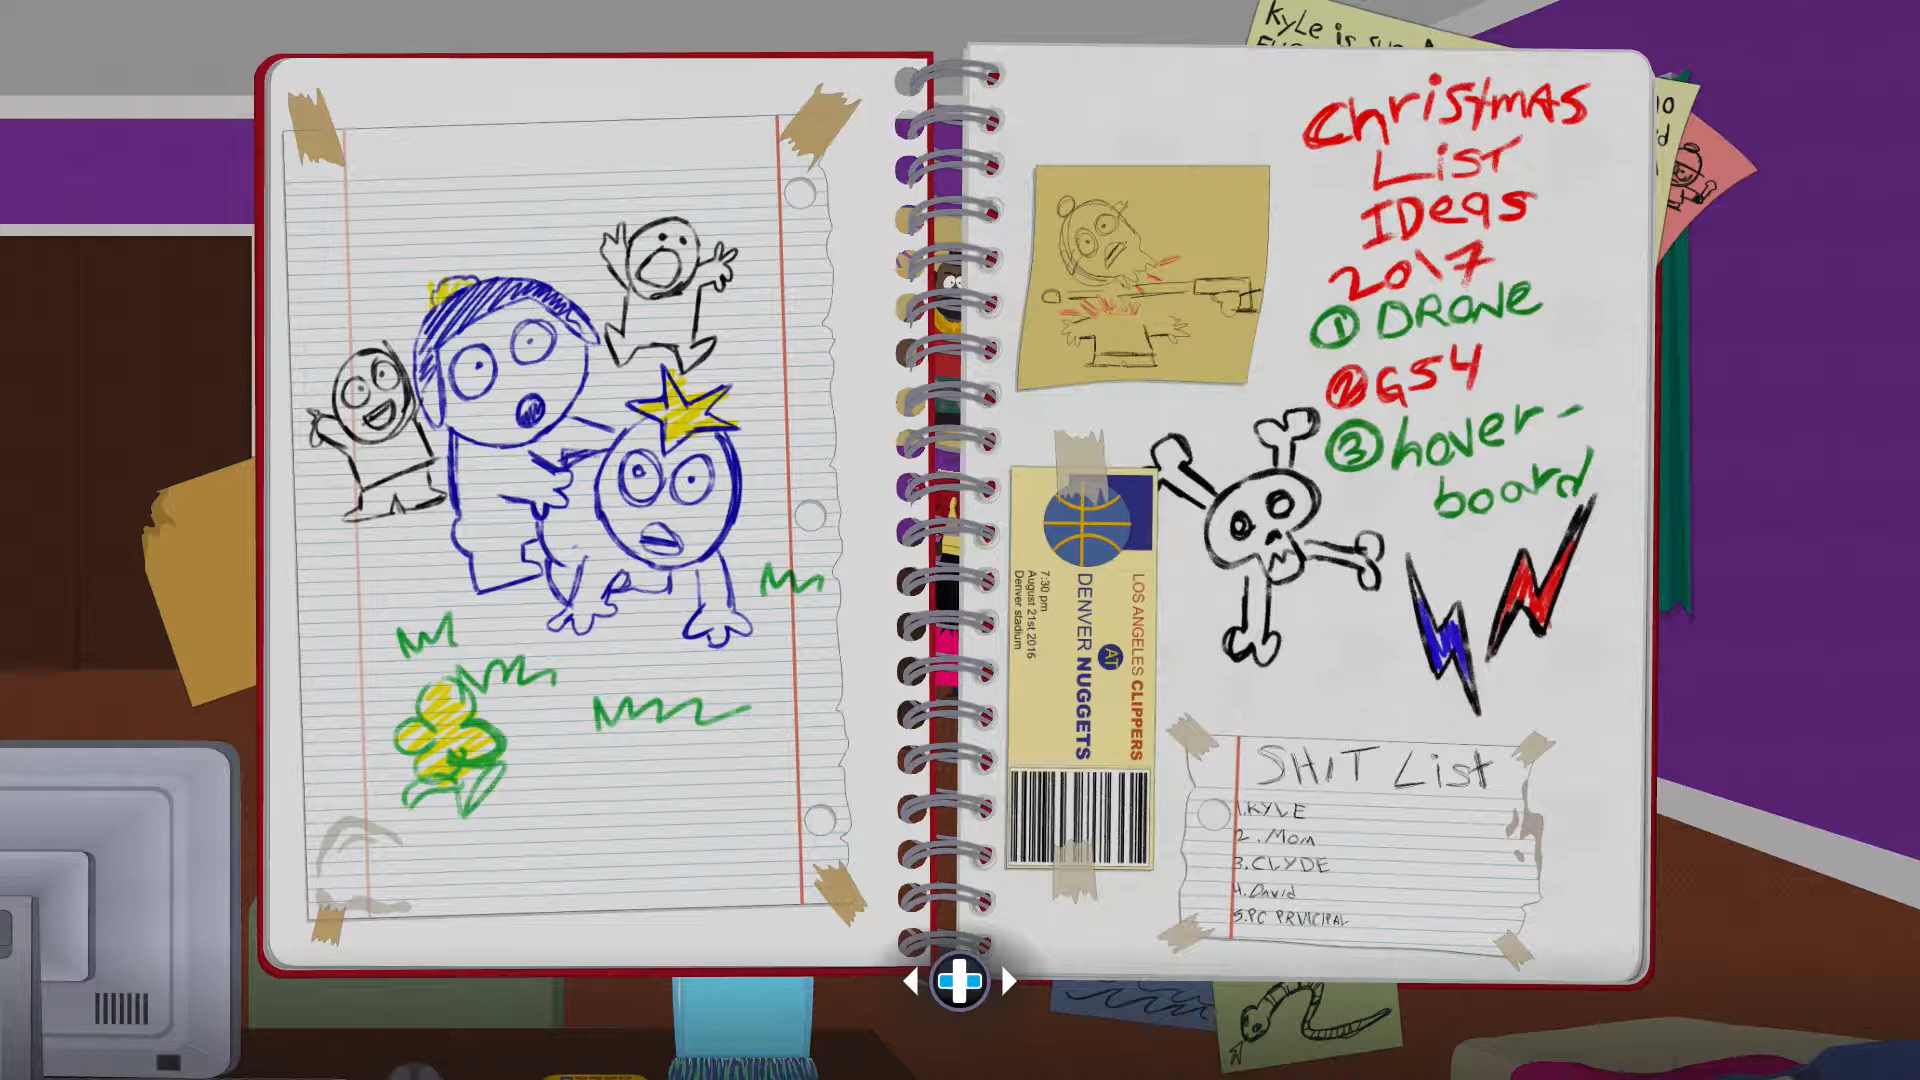 KyLe is
ChristmAs
List
IDeas
2017
① DRONe
② GS4
③ hover-
board
LOS ANGELES CLIPPERS
AT
DENVER NUGGETS
7:30 pm
August 21st 2016
Denver stadium
SHIT List
1.KYLE
2.Mom
3.CLYDE
4.David
5.PC PRVICIPAL